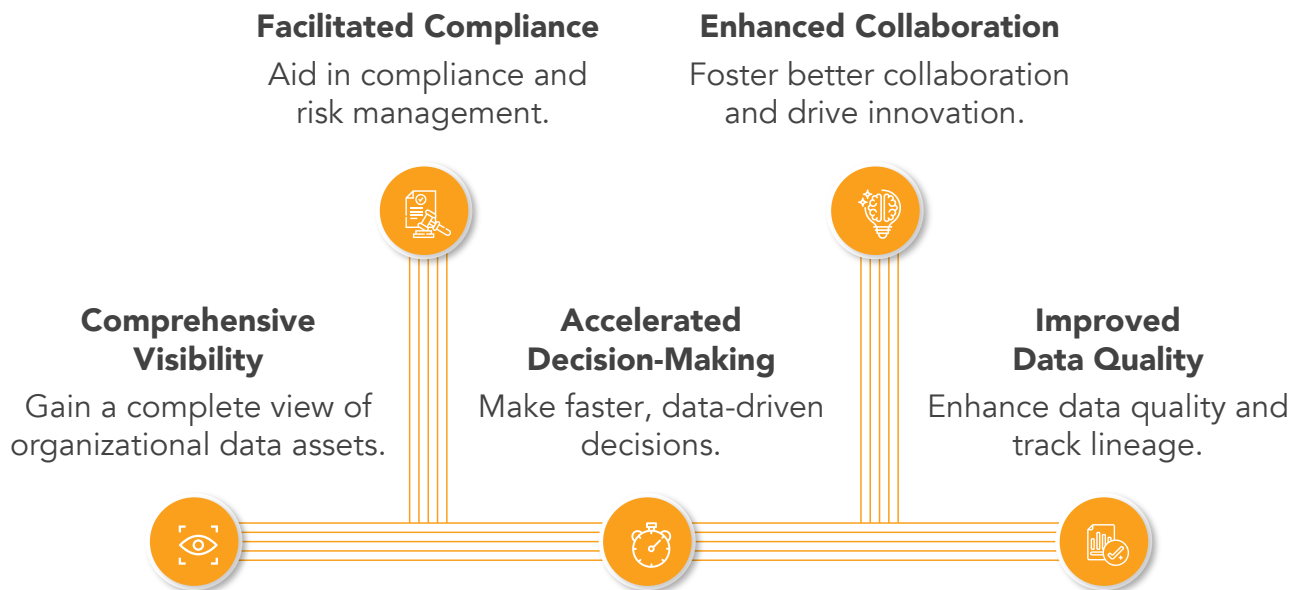 Facilitated Compliance
Aid in compliance and
risk management.
Enhanced Collaboration
Foster better collaboration
and drive innovation.
Comprehensive
Visibility
Gain a complete view of
organizational data assets.
Accelerated
Decision-Making
Make faster, data-driven
decisions.
Improved
Data Quality
Enhance data quality and
track lineage.